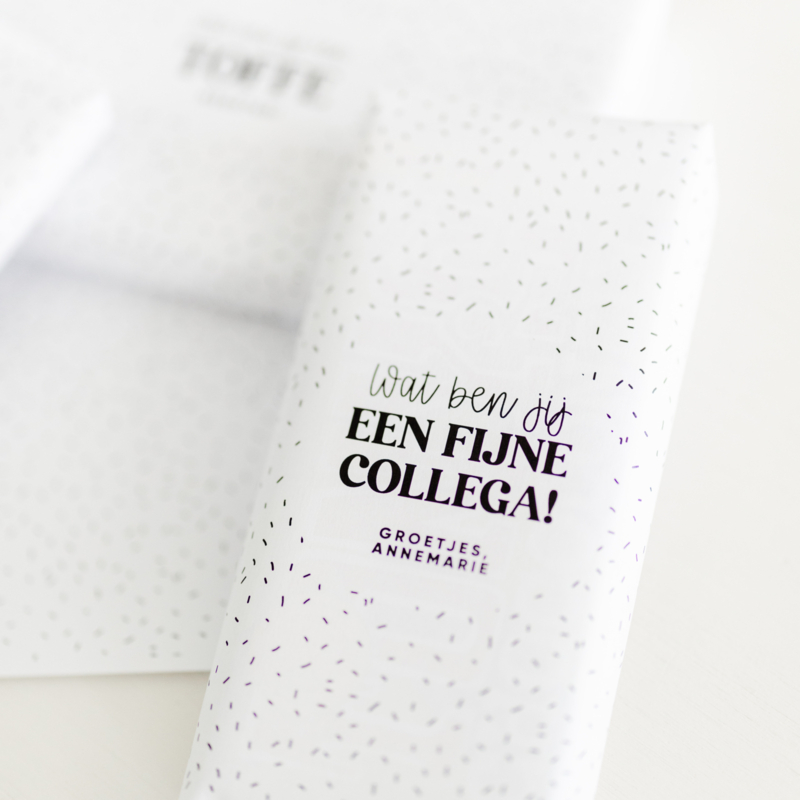 wat ben jij
EEN FIJNE
COLLEGA!
GROETJES,
ANNEMARIE